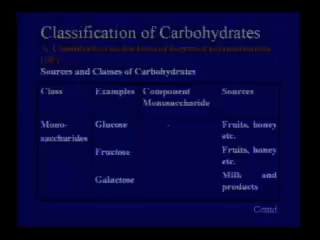 Classification of Carbohydrates
Sources and Classes of Carbohydrates
Class Examples Component Monosaccharide Sources
Mono-saccharides Glucose - Fruits, honey etc.
Fructose Fruits, honey etc.
Galactose Milk and products
Contd